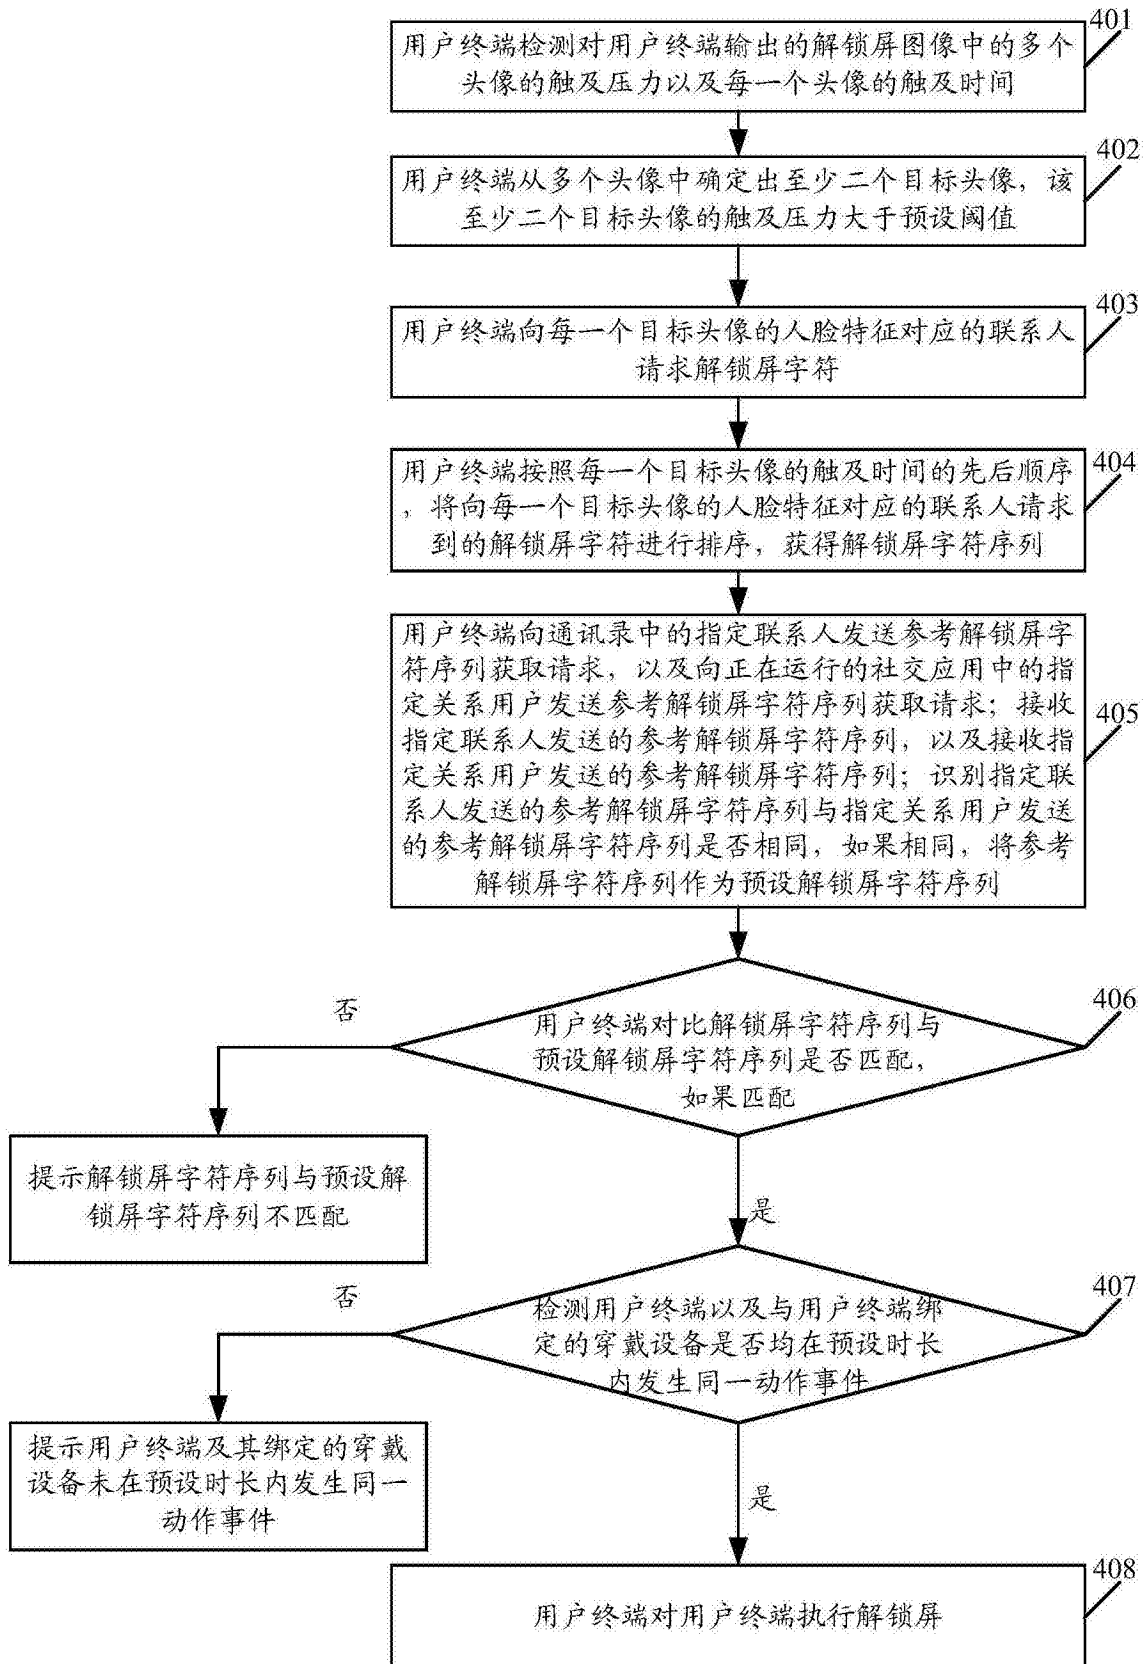 401
用户终端检测对用户终端输出的解锁屏图像中的多个
头像的触及压力以及每一个头像的触及时间
402
用户终端从多个头像中确定出至少二个目标头像，该
至少二个目标头像的触及压力大于预设阈值
403
用户终端向每一个目标头像的人脸特征对应的联系人
请求解锁屏字符
404
用户终端按照每一个目标头像的触及时间的先后顺序
，将向每一个目标头像的人脸特征对应的联系人请求
到的解锁屏字符进行排序，获得解锁屏字符序列
405
用户终端向通讯录中的指定联系人发送参考解锁屏字
符序列获取请求，以及向正在运行的社交应用中的指
定关系用户发送参考解锁屏字符序列获取请求；接收
指定联系人发送的参考解锁屏字符序列，以及接收指
定关系用户发送的参考解锁屏字符序列；识别指定联
系人发送的参考解锁屏字符序列与指定关系用户发送
的参考解锁屏字符序列是否相同，如果相同，将参考
解锁屏字符序列作为预设解锁屏字符序列
406
否
用户终端对比解锁屏字符序列与
预设解锁屏字符序列是否匹配，
如果匹配
提示解锁屏字符序列与预设解
锁屏字符序列不匹配
是
407
否
检测用户终端以及与用户终端绑
定的穿戴设备是否均在预设时长
内发生同一动作事件
提示用户终端及其绑定的穿戴
设备未在预设时长内发生同一
动作事件
是
408
用户终端对用户终端执行解锁屏